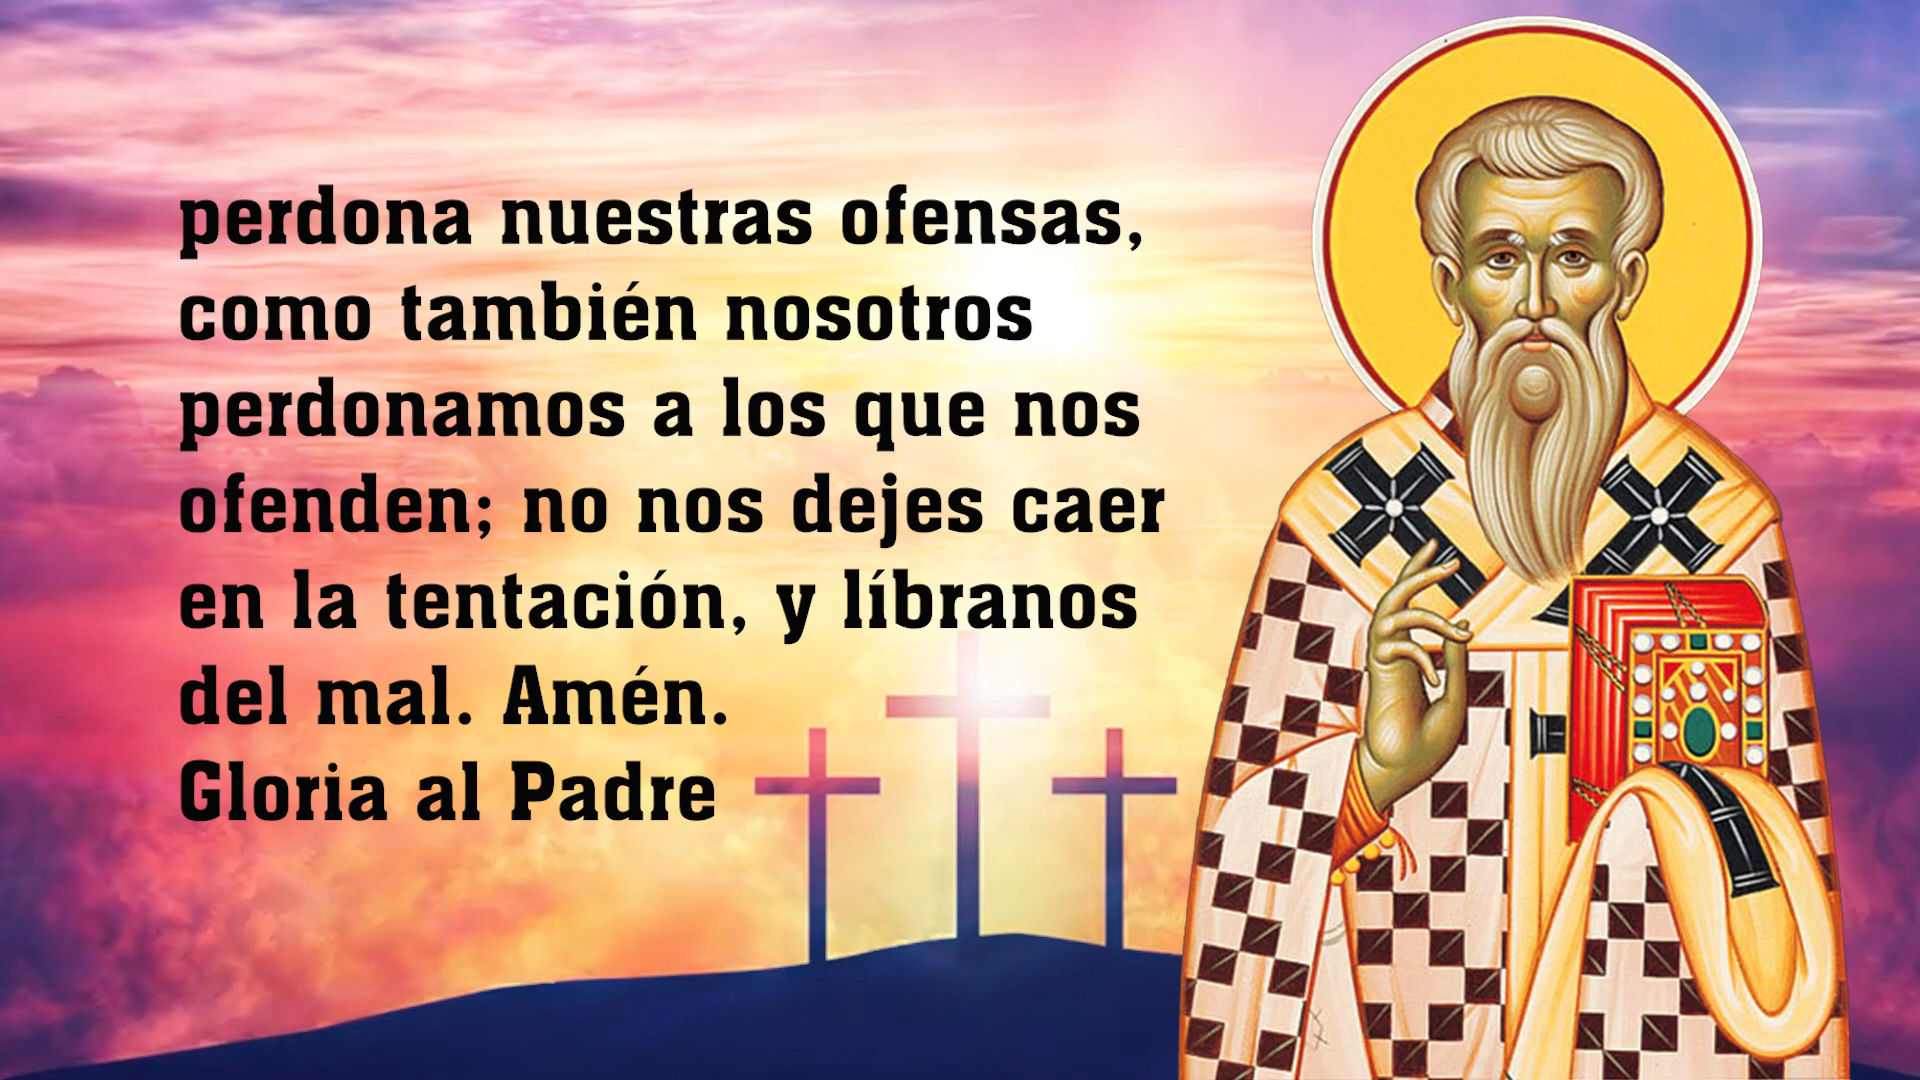 perdona nuestras ofensas,
como también nosotros
perdonamos a los que nos
ofenden; no nos dejes caer
en la tentación, y líbranos
del mal. Amén.
Gloria al Padre